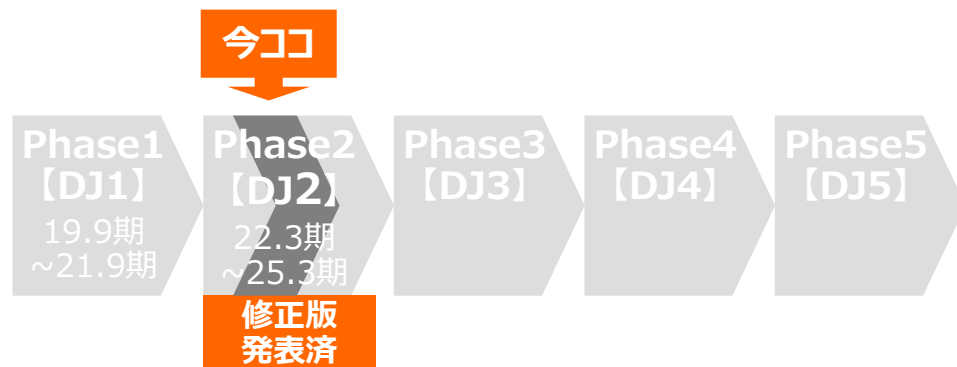 今ココ
Phase1
【DJ1】
19.9期
~21.9期
Phase2
【DJ2】
22.3期
~25.3期
修正版
発表済
Phase3
【DJ3】
Phase4
【DJ4】
Phase5
【DJ5】